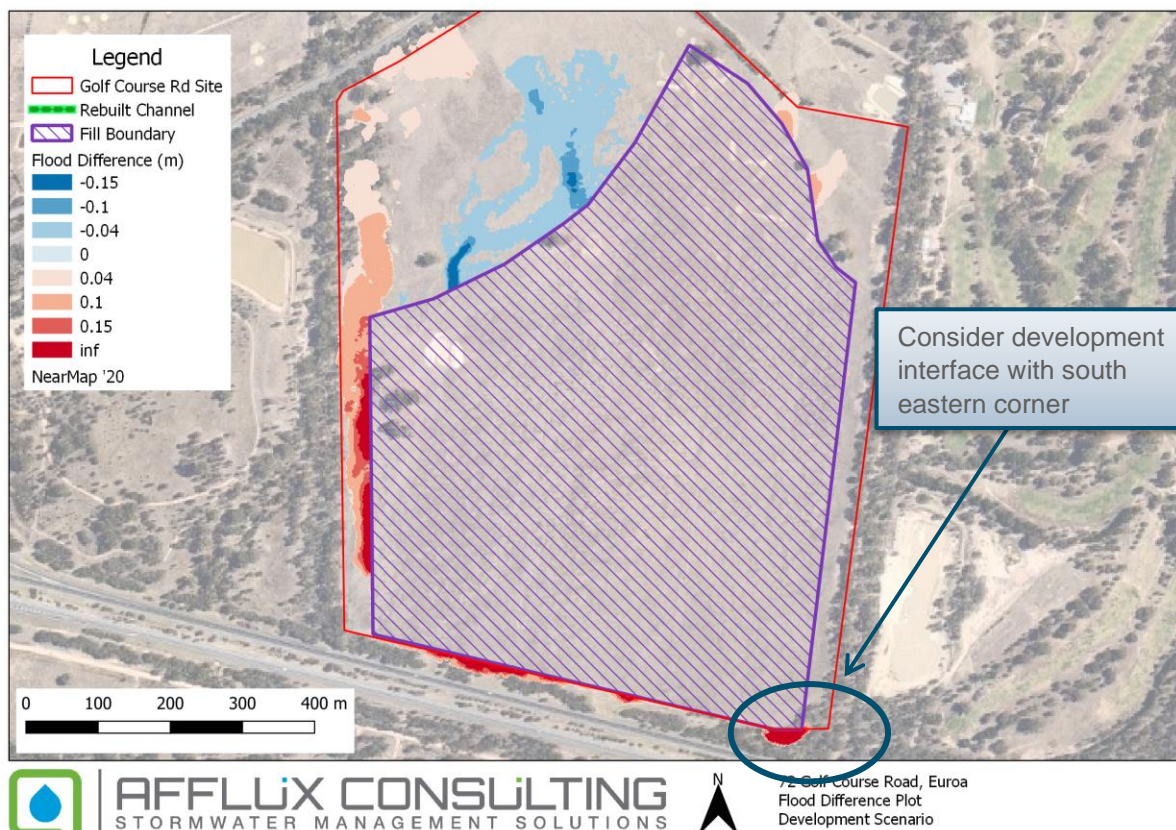 Legend
Golf Course Rd Site
Rebuilt Channel
Fill Boundary
Flood Difference (m)
-0.15
-0.1
-0.04
0
0.04
0.1
0.15
inf
NearMap '20
Consider development
interface with south
eastern corner
0 100 200 300 400 m
AFFLUX CONSULTING
STORMWATER MANAGEMENT SOLUTIONS
N
72 Golf Course Road, Euroa
Flood Difference Plot
Development Scenario